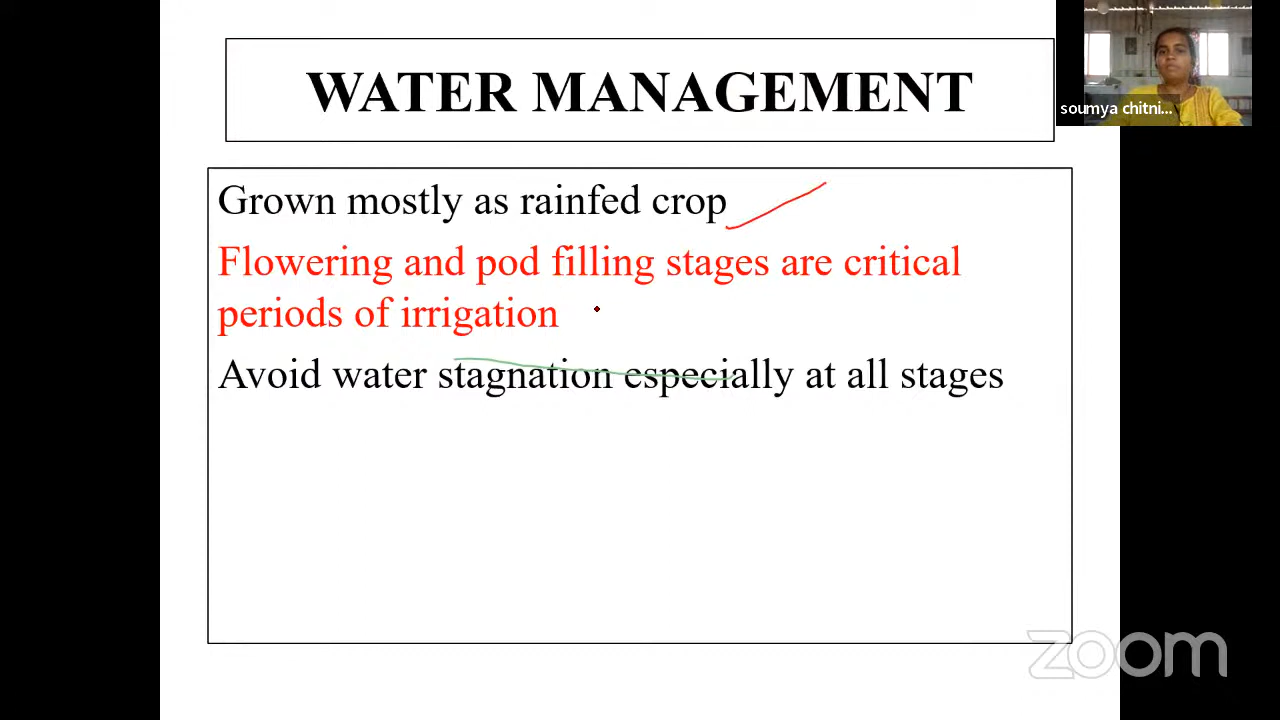 WATER MANAGEMENT
soumya chitni...
Grown mostly as rainfed crop
Flowering and pod filling stages are critical
periods of irrigation
Avoid water stagnation especially at all stages
zoom